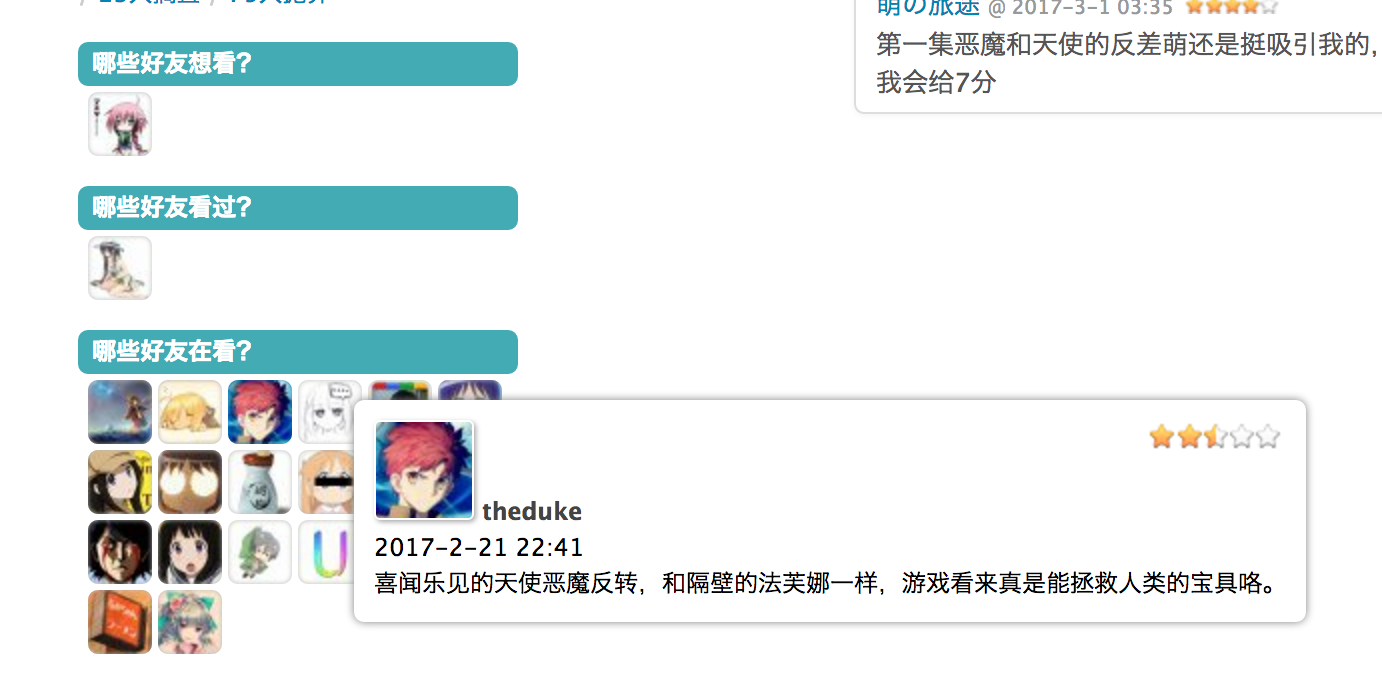 萌の旅途 @ 2017-3-1 03:35
第一集恶魔和天使的反差萌还是挺吸引我的,
我会给7分
哪些好友想看?
哪些好友看过?
哪些好友在看?
theduke
2017-2-21 22:41
喜闻乐见的天使恶魔反转，和隔壁的法芙娜一样，游戏看来真是能拯救人类的宝具咯。